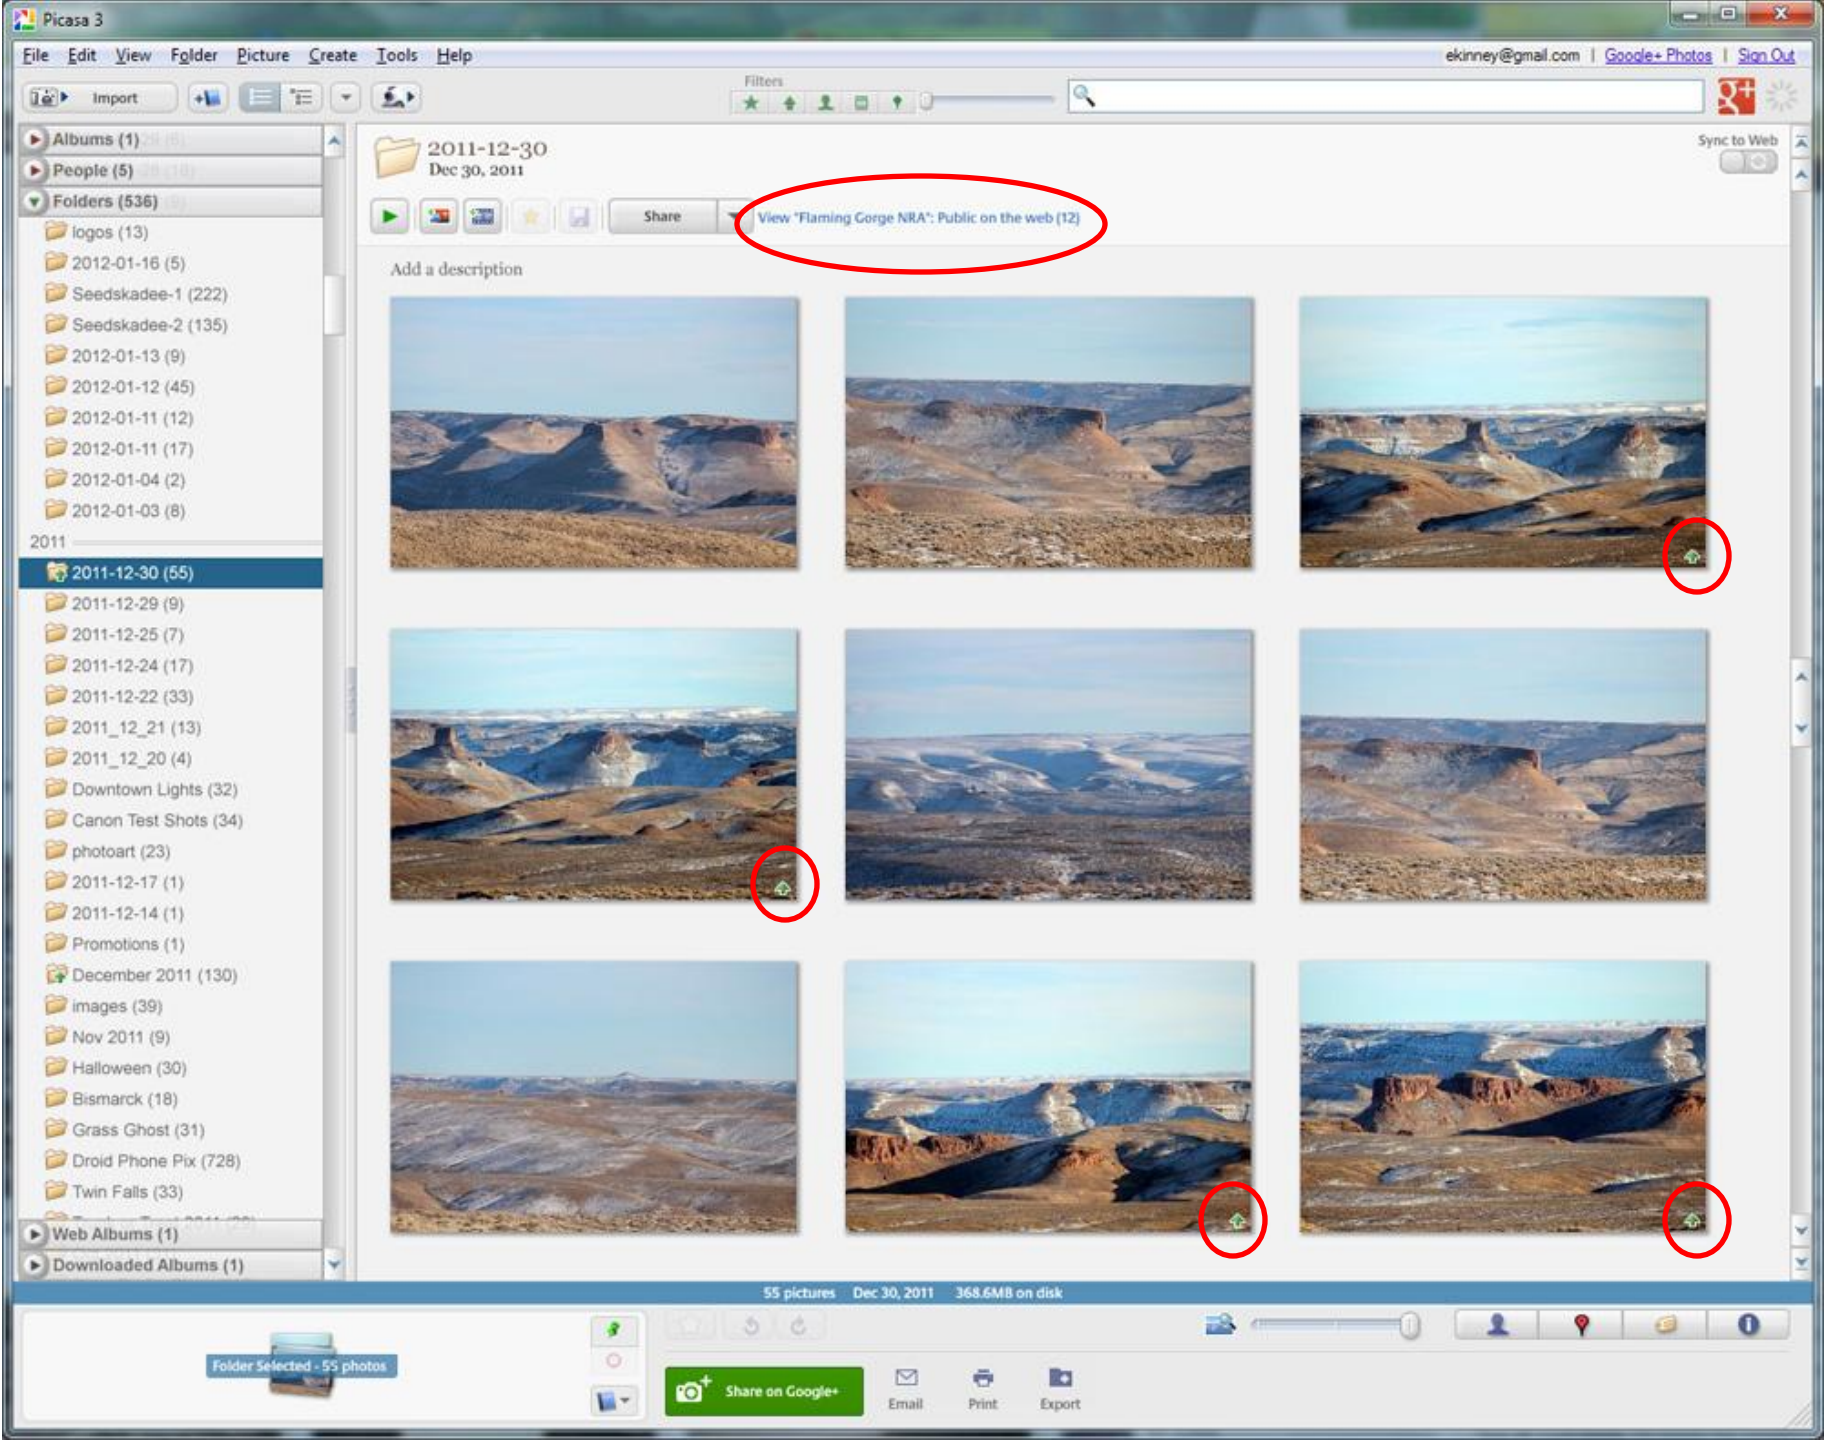 Picasa 3
File Edit View Folder Picture Create Tools Help
ekinney@gmail.com | Google+ Photos | Sign Out
Import
Filters
Albums (1)
People (5)
Folders (536)
logos (13)
2012-01-16 (5)
Seedskadee-1 (222)
Seedskadee-2 (135)
2012-01-13 (9)
2012-01-12 (45)
2012-01-11 (12)
2012-01-11 (17)
2012-01-04 (2)
2012-01-03 (8)
2011
2011-12-30 (55)
2011-12-29 (9)
2011-12-25 (7)
2011-12-24 (17)
2011-12-22 (33)
2011_12_21 (13)
2011_12_20 (4)
Downtown Lights (32)
Canon Test Shots (34)
photoart (23)
2011-12-17 (1)
2011-12-14 (1)
Promotions (1)
December 2011 (130)
images (39)
Nov 2011 (9)
Halloween (30)
Bismarck (18)
Grass Ghost (31)
Droid Phone Pix (728)
Twin Falls (33)
Web Albums (1)
Downloaded Albums (1)
2011-12-30
Dec 30, 2011
Sync to Web
Share
View "Flaming Gorge NRA": Public on the web (12)
Add a description
55 pictures Dec 30, 2011 368.6MB on disk
Folder Selected - 55 photos
Share on Google+
Email
Print
Export